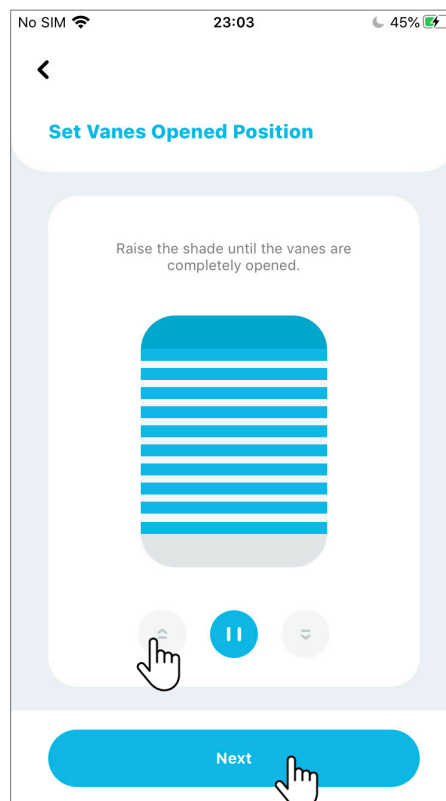 No SIM 23:03 45%
Set Vanes Opened Position
Raise the shade until the vanes are
completely opened.
Next